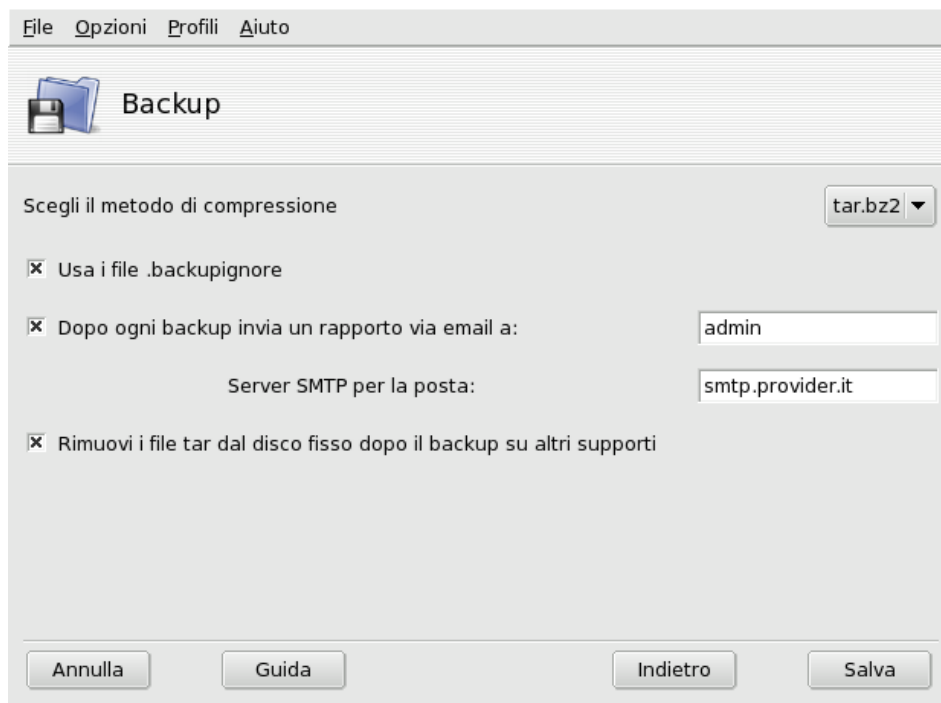 File Opzioni Profili Aiuto
Backup
Scegli il metodo di compressione tar.bz2
Usa i file .backupignore
Dopo ogni backup invia un rapporto via email a: admin
Server SMTP per la posta: smtp.provider.it
Rimuovi i file tar dal disco fisso dopo il backup su altri supporti
Annulla Guida Indietro Salva